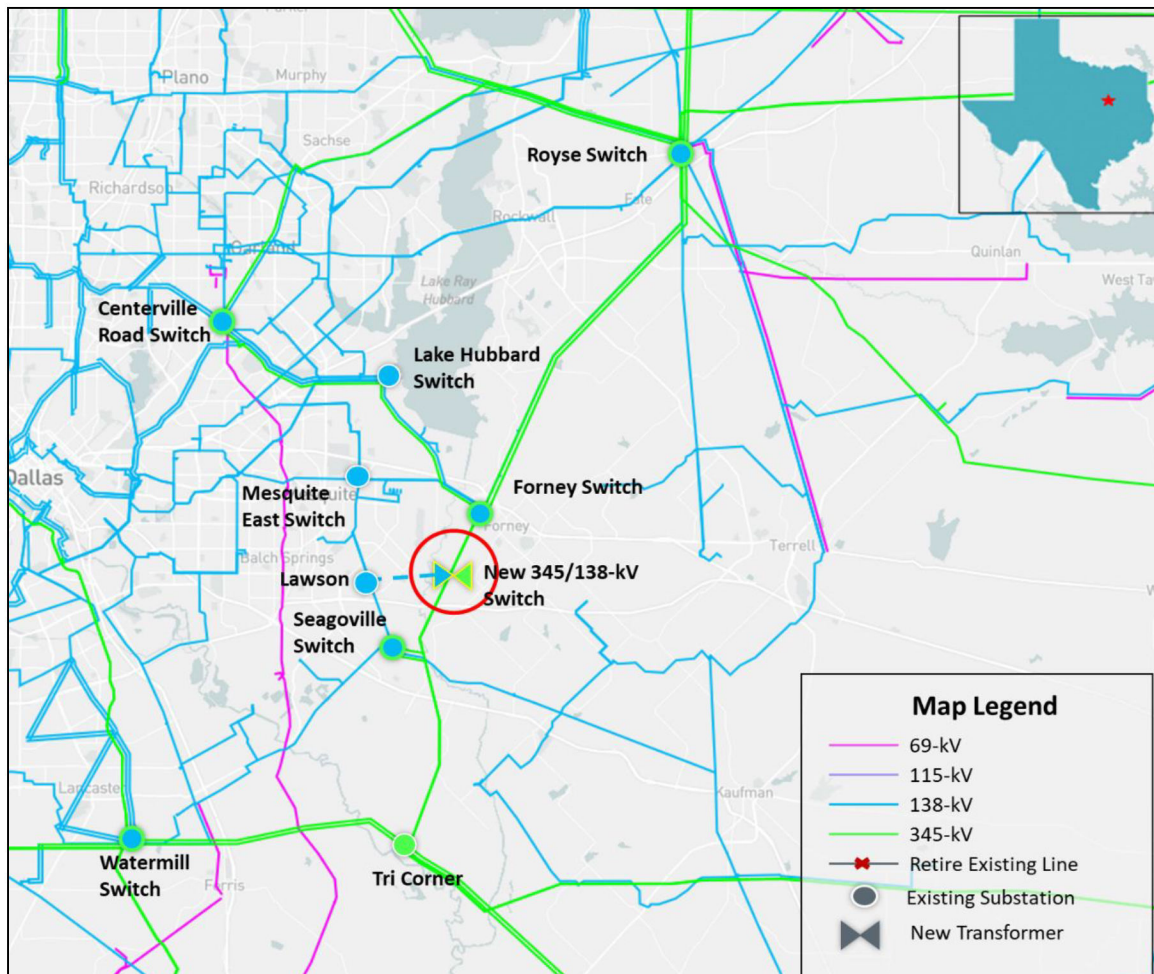 Plano
Murphy
Sachse
Richardson
Royse Switch
Fate
Rockwall
Garland
Lake Ray
Hubbard
Quinlan
Centerville
Road Switch
Lake Hubbard
Switch
Dallas
Mesquite
East Switch
Forney Switch
Forney
Terrell
Balch Springs
Lawson
New 345/138-kV
Switch
Seagoville
Switch
Lancaster
Kaufman
Watermill
Switch
Ferris
Tri Corner
Map Legend
69-kV
115-kV
138-kV
345-kV
Retire Existing Line
Existing Substation
New Transformer